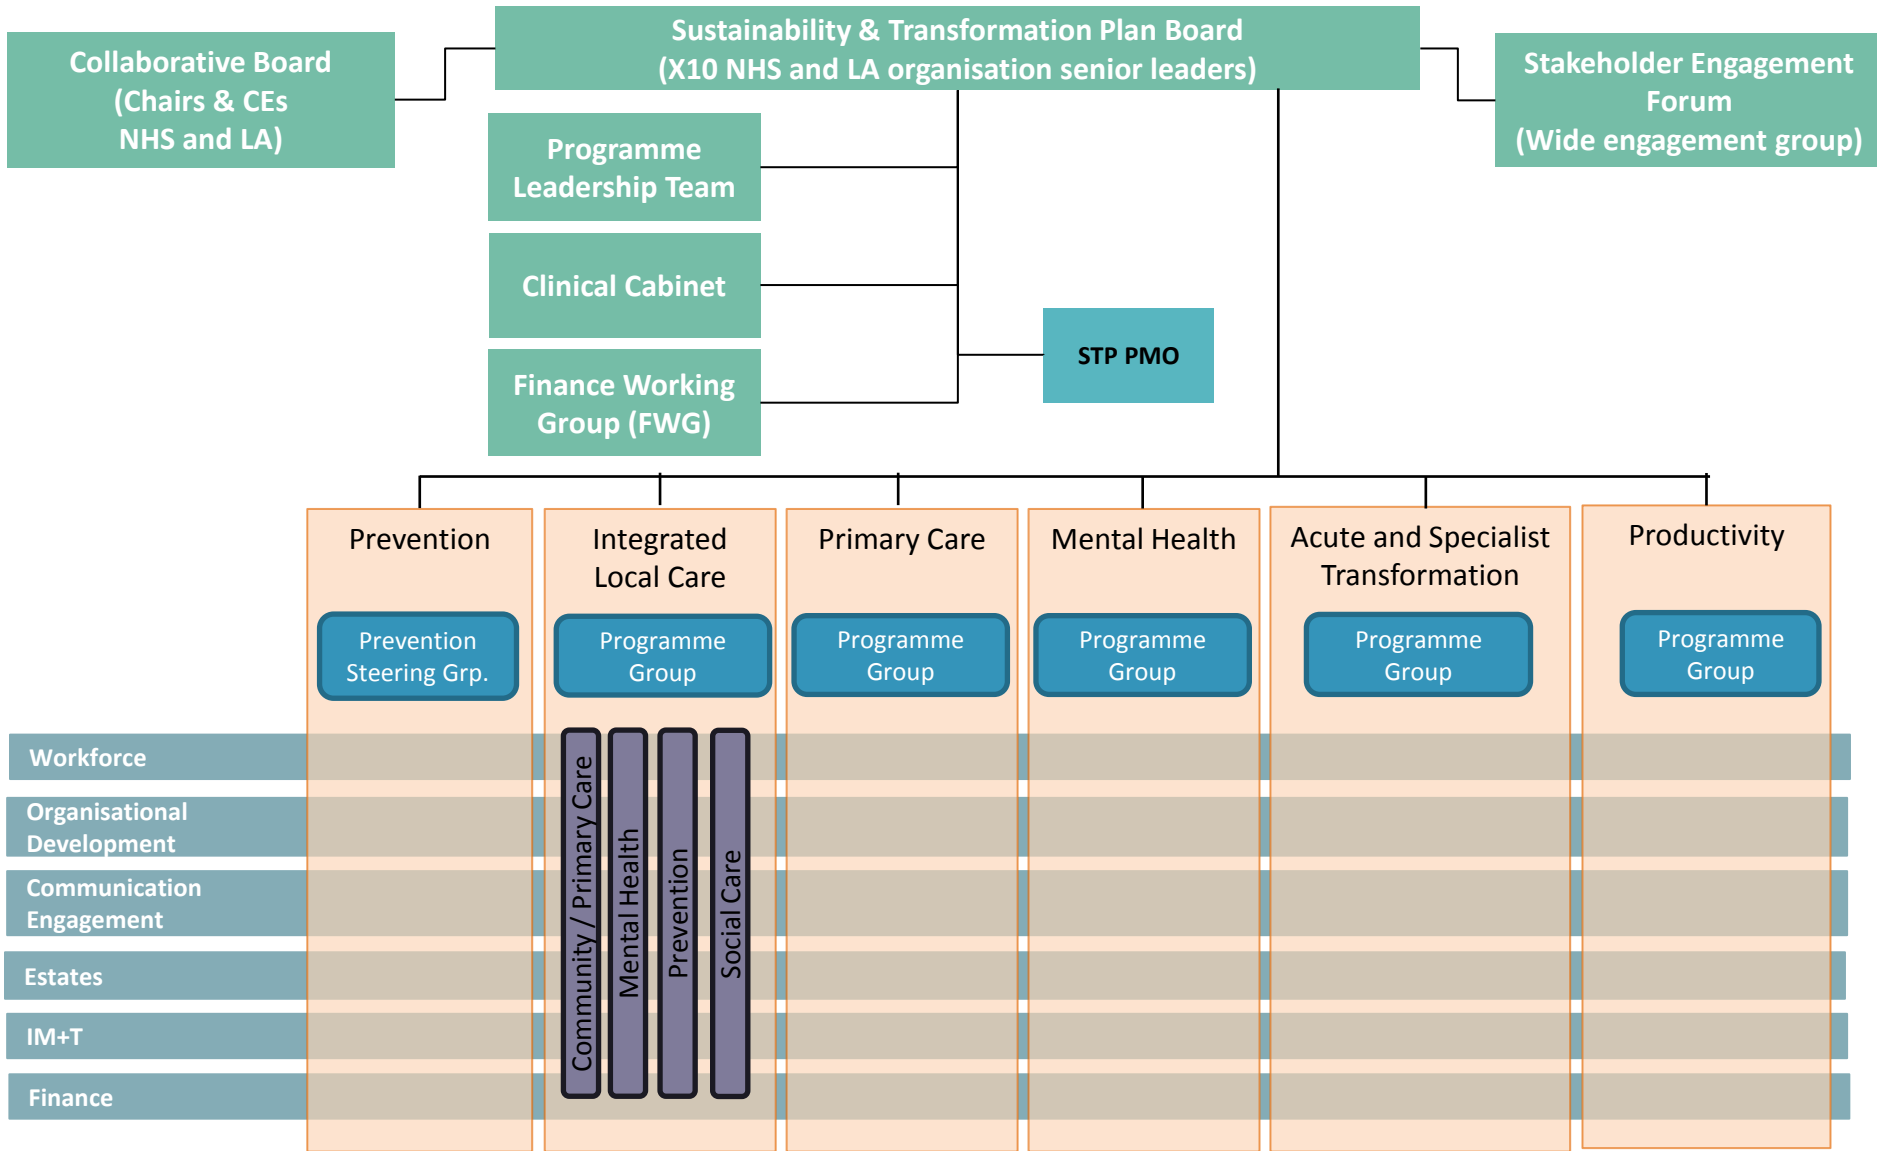 Sustainability & Transformation Plan Board
(X10 NHS and LA organisation senior leaders)
Collaborative Board
(Chairs & CEs
NHS and LA)
Stakeholder Engagement
Forum
(Wide engagement group)
Programme
Leadership Team
Clinical Cabinet
STP PMO
Finance Working
Group (FWG)
Prevention
Integrated
Local Care
Primary Care
Mental Health
Acute and Specialist
Transformation
Productivity
Prevention
Steering Grp.
Programme
Group
Programme
Group
Programme
Group
Programme
Group
Programme
Group
Workforce
Organisational
Development
Communication
Engagement
Estates
IM+T
Finance
Community / Primary Care
Mental Health
Prevention
Social Care